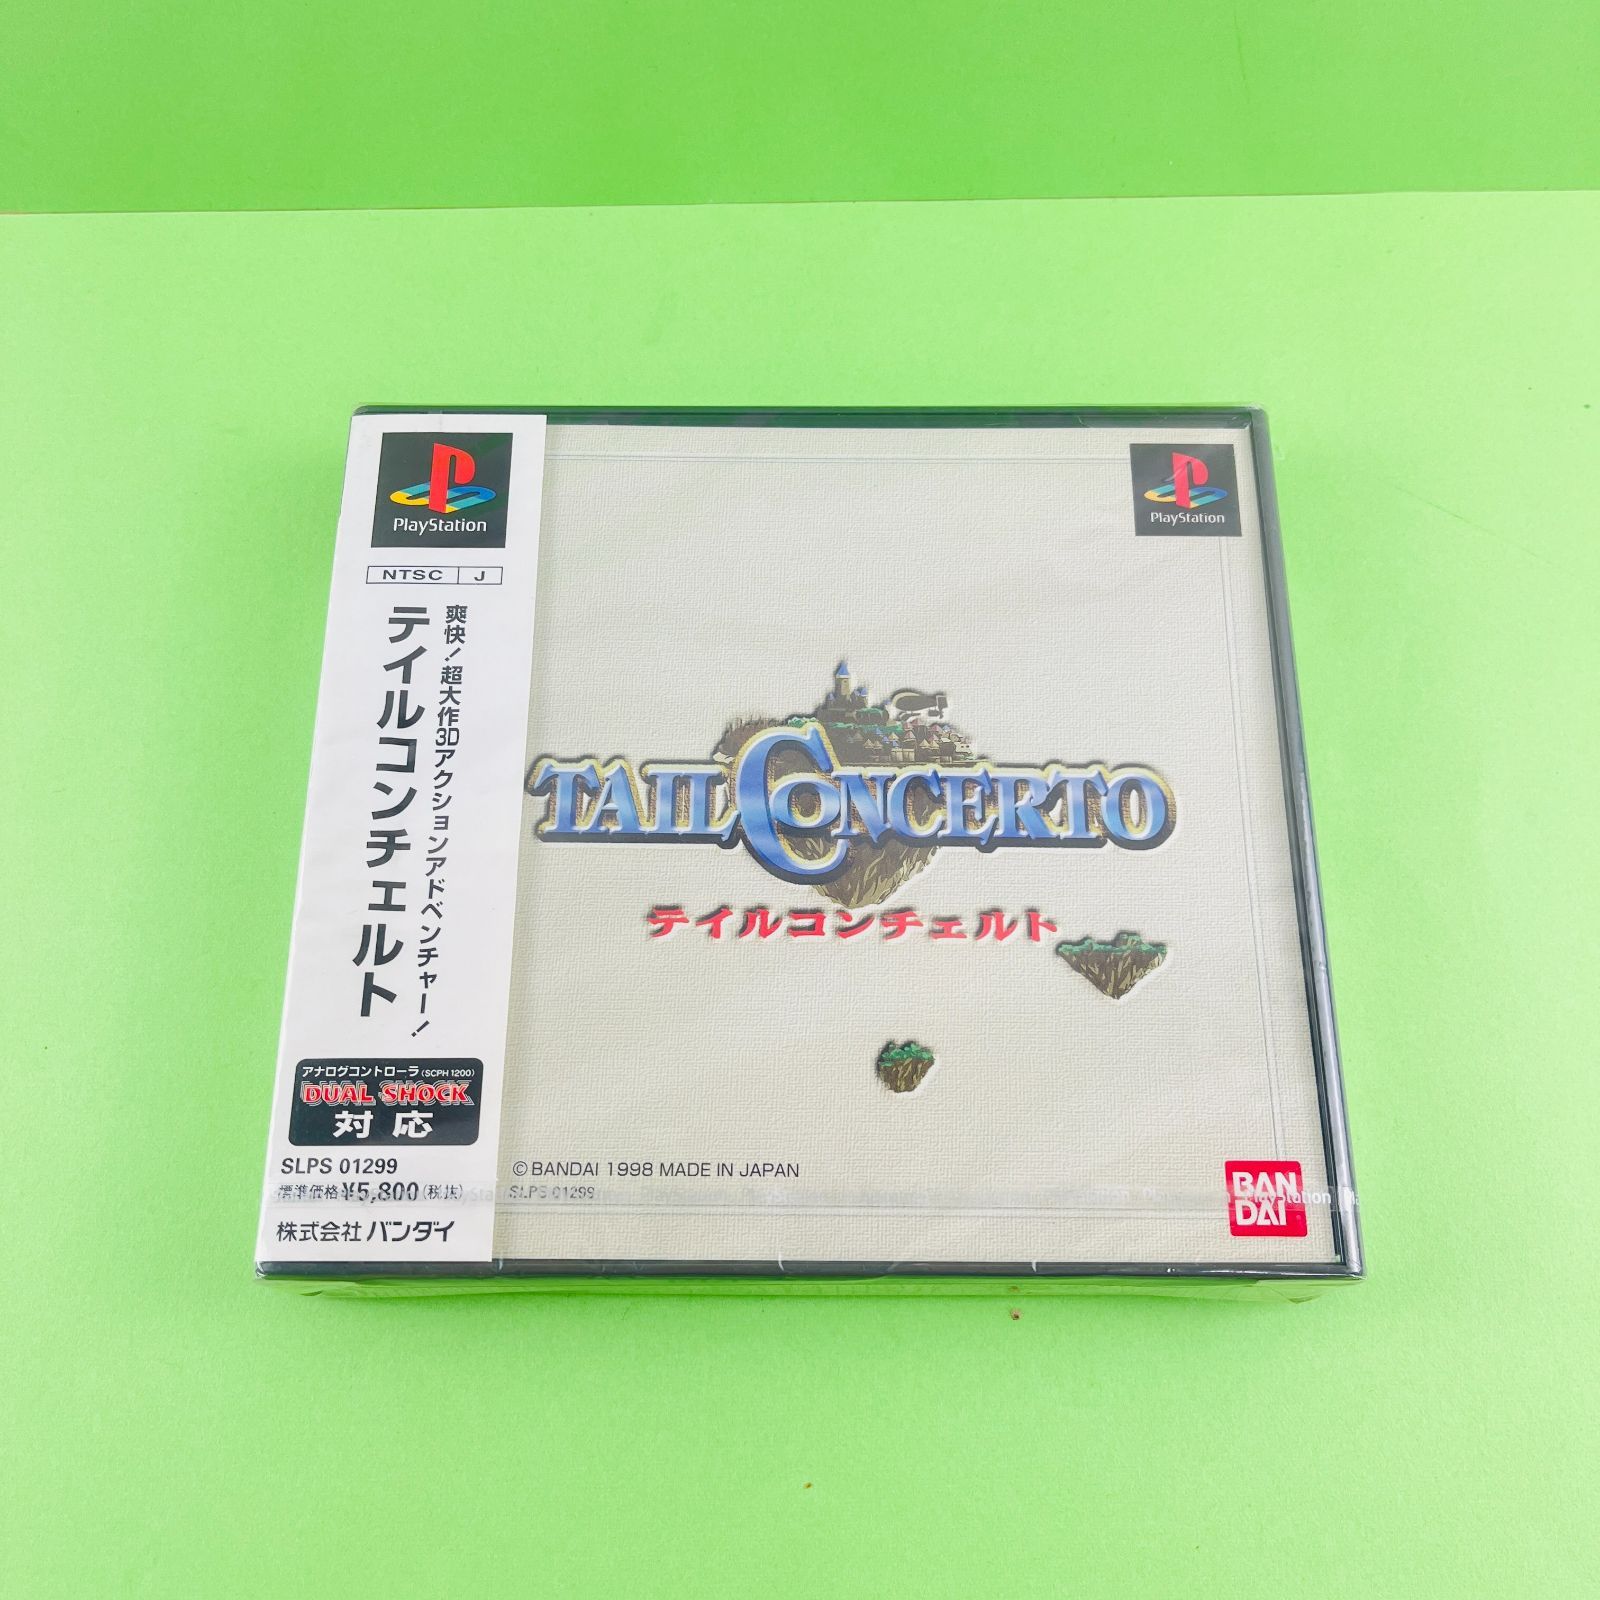 PlayStation
NTSC J
爽快!超大作3Dアクションアドベンチャー!
テイルコンチェルト
アナログコントローラ(SCPH 1200)
DUAL SHOCK
対応
SLPS 01299
標準価格¥5,800(税抜)
株式会社バンダイ
PlayStation
TAIL CONCERTO
テイルコンチェルト
©BANDAI 1998 MADE IN JAPAN
SLPS 01299
BAN
DAI
PlayStation